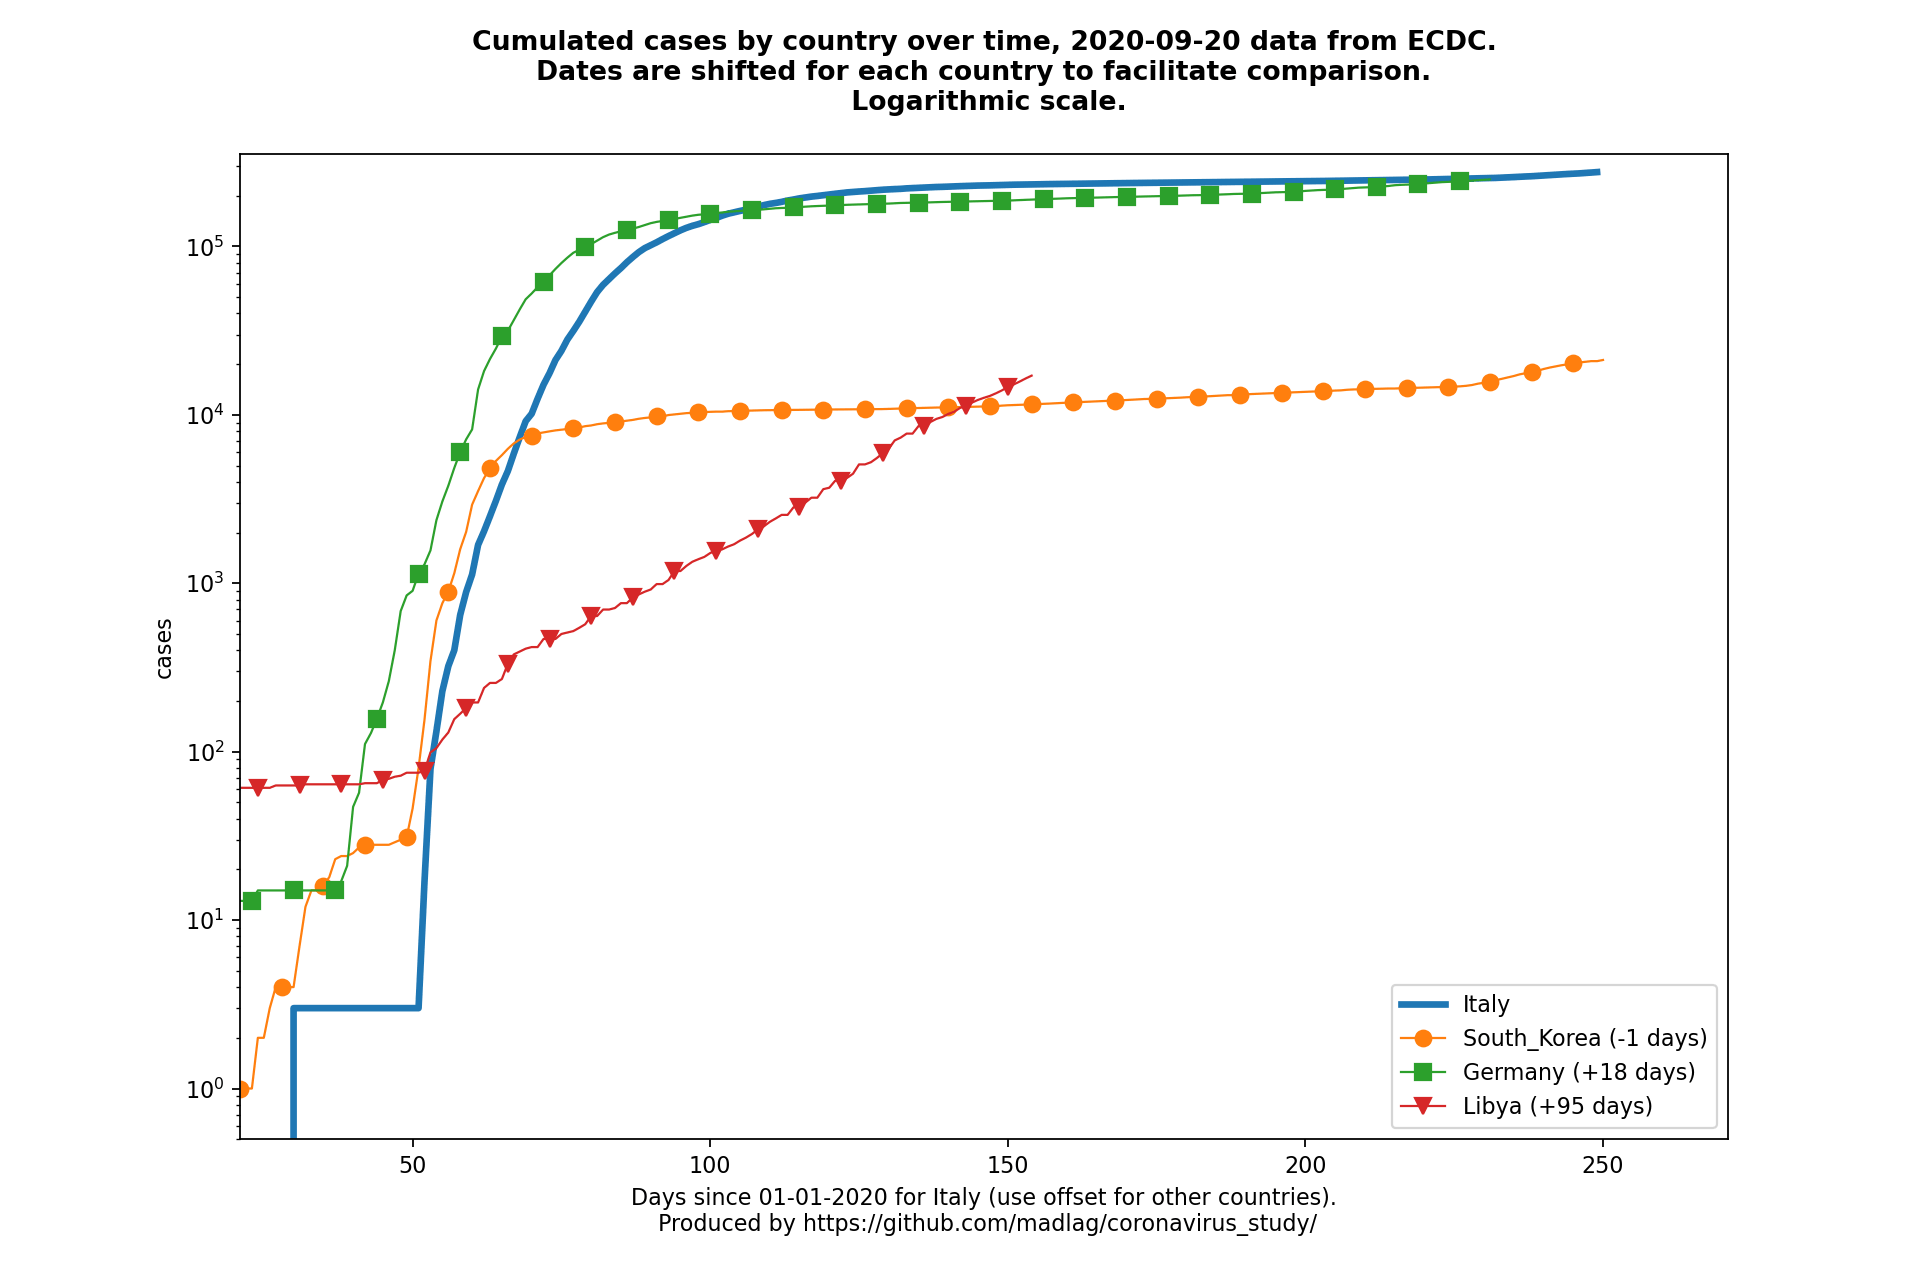 Cumulated cases by country over time, 2020-09-20 data from ECDC.
Dates are shifted for each country to facilitate comparison.
Logarithmic scale.
10^5
10^4
10^3
10^2
10^1
10^0
cases
Italy
South_Korea (-1 days)
Germany (+18 days)
Libya (+95 days)
50 100 150 200 250
Days since 01-01-2020 for Italy (use offset for other countries).
Produced by https://github.com/madlag/coronavirus_study/